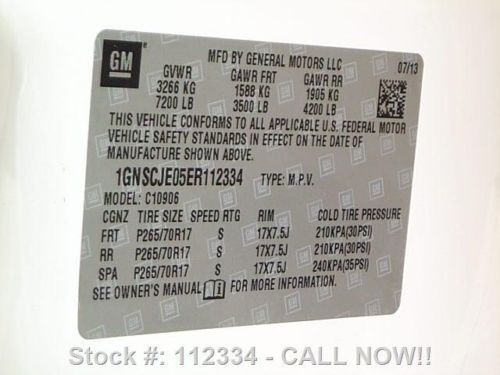 GM
MFD BY GENERAL MOTORS LLC
07/13
GVWR GAWR FRT GAWR RR
3266 KG 1588 KG 1905 KG
7200 LB 3500 LB 4200 LB
THIS VEHICLE CONFORMS TO ALL APPLICABLE U.S. FEDERAL MOTOR
VEHICLE SAFETY STANDARDS IN EFFECT ON THE DATE OF
MANUFACTURE SHOWN ABOVE.
1GNSCJE05ER112334 TYPE: M.P.V.
MODEL: C10906
CGNZ TIRE SIZE SPEED RTG RIM COLD TIRE PRESSURE
FRT P265/70R17 S 17X7.5J 210KPA(30PSI)
RR P265/70R17 S 17X7.5J 210KPA(30PSI)
SPA P265/70R17 S 17X7.5J 240KPA(35PSI)
SEE OWNER'S MANUAL FOR MORE INFORMATION.
Stock #: 112334 - CALL NOW!!